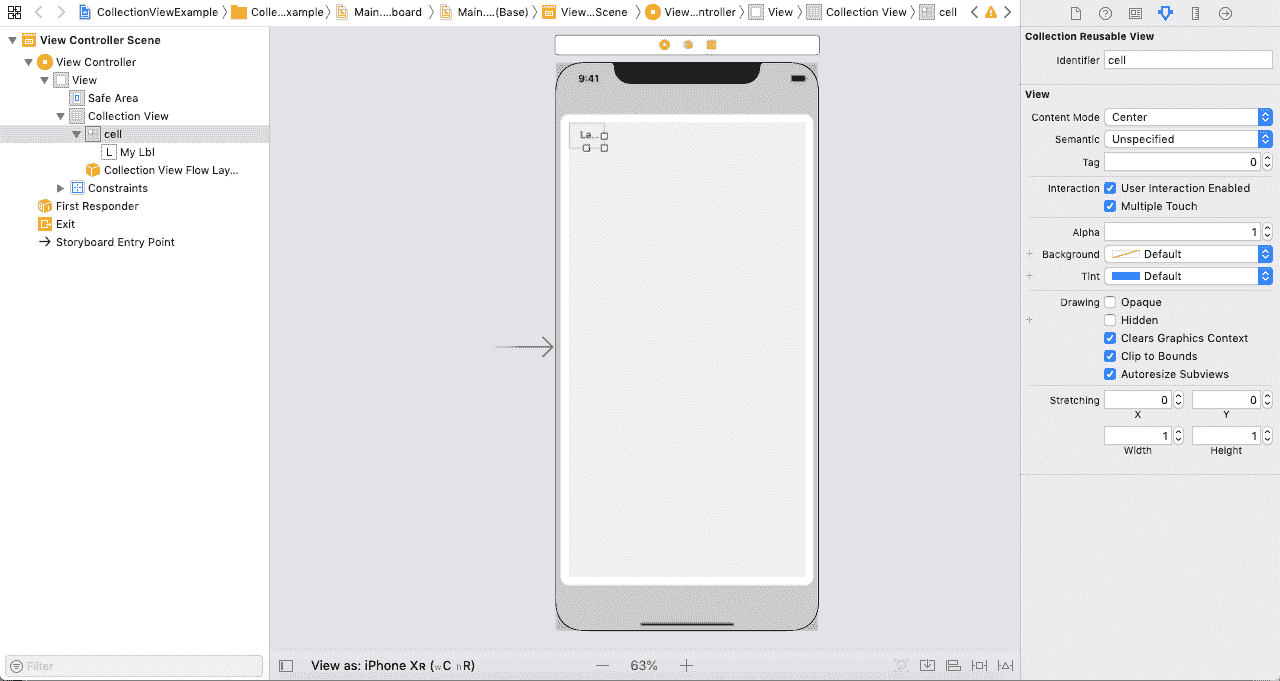 CollectionViewExample
Colle...xample
Main....board
Main....(Base)
View...Scene
View...ntroller
View
Collection View
cell
View Controller Scene
View Controller
View
Safe Area
Collection View
cell
L My Lbl
Collection View Flow Lay...
Constraints
First Responder
Exit
Storyboard Entry Point
Filter
9:41
La...
View as: iPhone XR (wC hR)
63%
Collection Reusable View
Identifier cell
View
Content Mode Center
Semantic Unspecified
Tag 0
Interaction User Interaction Enabled
Multiple Touch
Alpha 1
Background Default
Tint Default
Drawing Opaque
Hidden
Clears Graphics Context
Clip to Bounds
Autoresize Subviews
Stretching 0 0
X Y
1 1
Width Height